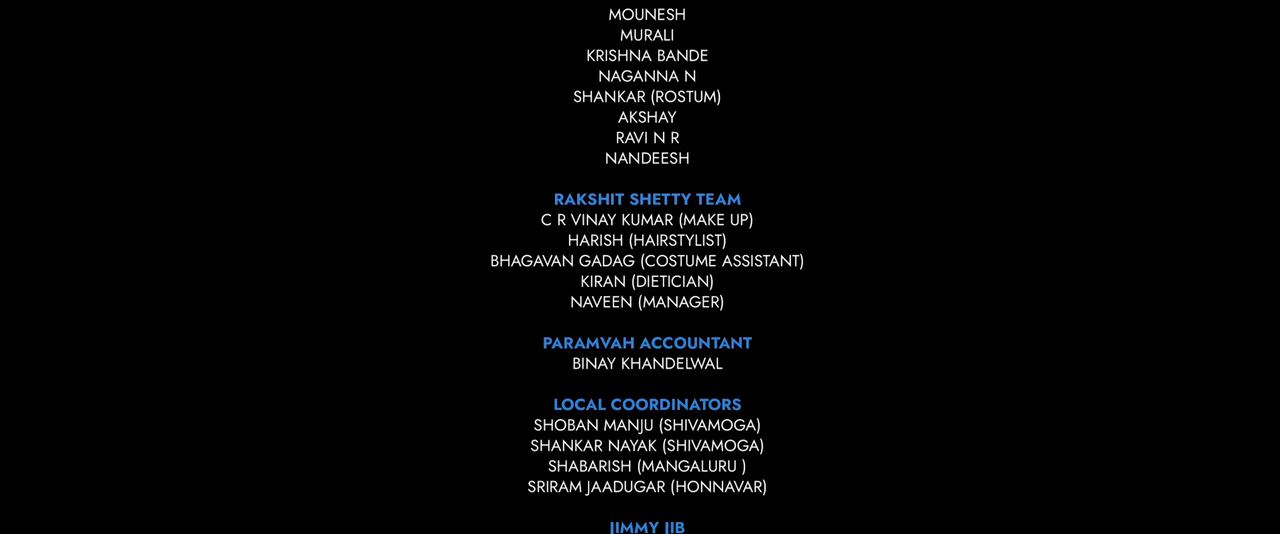 MOUNESH
MURALI
KRISHNA BANDE
NAGANNA N
SHANKAR (ROSTUM)
AKSHAY
RAVI N R
NANDEESH
RAKSHIT SHETTY TEAM
C R VINAY KUMAR (MAKE UP)
HARISH (HAIRSTYLIST)
BHAGAVAN GADAG (COSTUME ASSISTANT)
KIRAN (DIETICIAN)
NAVEEN (MANAGER)
PARAMVAH ACCOUNTANT
BINAY KHANDELWAL
LOCAL COORDINATORS
SHOBAN MANJU (SHIVAMOGA)
SHANKAR NAYAK (SHIVAMOGA)
SHABARISH (MANGALURU )
SRIRAM JAADUGAR (HONNAVAR)
JIMMY JIB